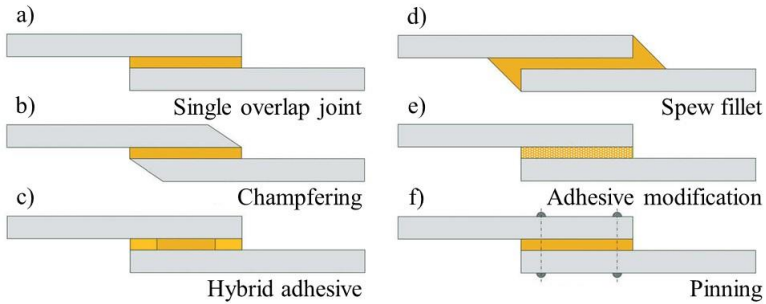 a)
Single overlap joint
b)
Champfering
c)
Hybrid adhesive
d)
Spew fillet
e)
Adhesive modification
f)
Pinning